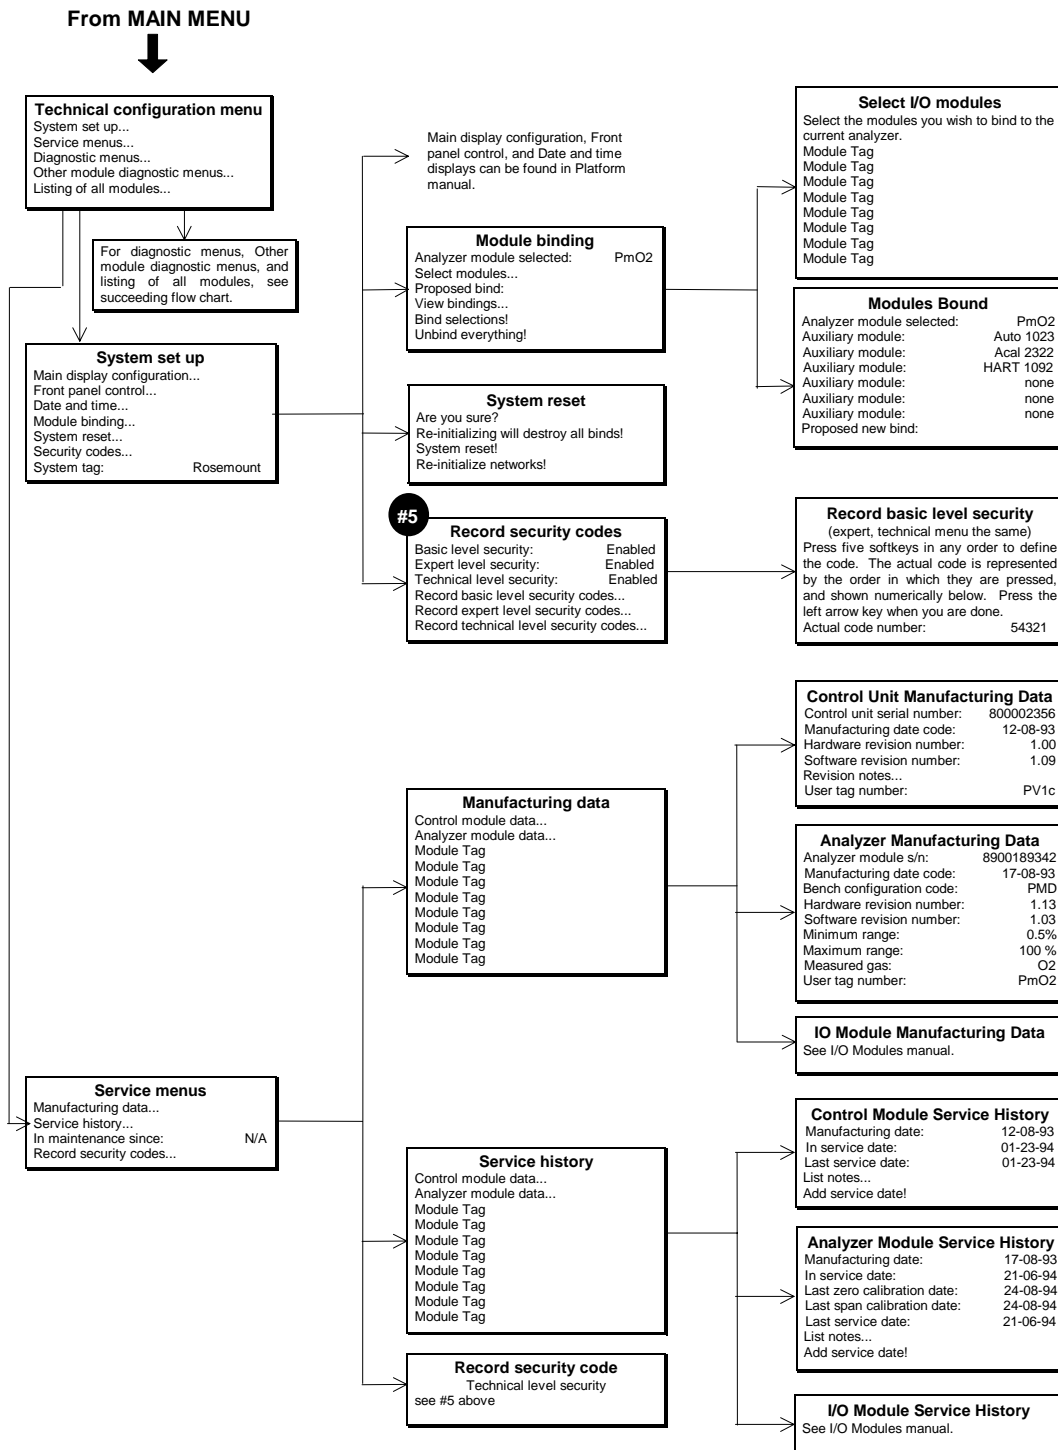 From MAIN MENU
Technical configuration menu
System set up...
Service menus...
Diagnostic menus...
Other module diagnostic menus...
Listing of all modules...
For diagnostic menus, Other
module diagnostic menus, and
listing of all modules, see
succeeding flow chart.
System set up
Main display configuration...
Front panel control...
Date and time...
Module binding...
System reset...
Security codes...
System tag: Rosemount
Main display configuration, Front
panel control, and Date and time
displays can be found in Platform
manual.
Module binding
Analyzer module selected: PmO2
Select modules...
Proposed bind:
View bindings...
Bind selections!
Unbind everything!
System reset
Are you sure?
Re-initializing will destroy all binds!
System reset!
Re-initialize networks!
#5
Record security codes
Basic level security: Enabled
Expert level security: Enabled
Technical level security: Enabled
Record basic level security codes...
Record expert level security codes...
Record technical level security codes...
Select I/O modules
Select the modules you wish to bind to the
current analyzer.
Module Tag
Module Tag
Module Tag
Module Tag
Module Tag
Module Tag
Module Tag
Module Tag
Modules Bound
Analyzer module selected: PmO2
Auxiliary module: Auto 1023
Auxiliary module: Acal 2322
Auxiliary module: HART 1092
Auxiliary module: none
Auxiliary module: none
Auxiliary module: none
Proposed new bind:
Record basic level security
(expert, technical menu the same)
Press five softkeys in any order to define
the code. The actual code is represented
by the order in which they are pressed,
and shown numerically below. Press the
left arrow key when you are done.
Actual code number: 54321
Service menus
Manufacturing data...
Service history...
In maintenance since: N/A
Record security codes...
Manufacturing data
Control module data...
Analyzer module data...
Module Tag
Module Tag
Module Tag
Module Tag
Module Tag
Module Tag
Module Tag
Module Tag
Control Unit Manufacturing Data
Control unit serial number: 800002356
Manufacturing date code: 12-08-93
Hardware revision number: 1.00
Software revision number: 1.09
Revision notes...
User tag number: PV1c
Analyzer Manufacturing Data
Analyzer module s/n: 8900189342
Manufacturing date code: 17-08-93
Bench configuration code: PMD
Hardware revision number: 1.13
Software revision number: 1.03
Minimum range: 0.5%
Maximum range: 100 %
Measured gas: O2
User tag number: PmO2
IO Module Manufacturing Data
See I/O Modules manual.
Service history
Control module data...
Analyzer module data...
Module Tag
Module Tag
Module Tag
Module Tag
Module Tag
Module Tag
Module Tag
Module Tag
Record security code
Technical level security
see #5 above
Control Module Service History
Manufacturing date: 12-08-93
In service date: 01-23-94
Last service date: 01-23-94
List notes...
Add service date!
Analyzer Module Service History
Manufacturing date: 17-08-93
In service date: 21-06-94
Last zero calibration date: 24-08-94
Last span calibration date: 24-08-94
Last service date: 21-06-94
List notes...
Add service date!
I/O Module Service History
See I/O Modules manual.